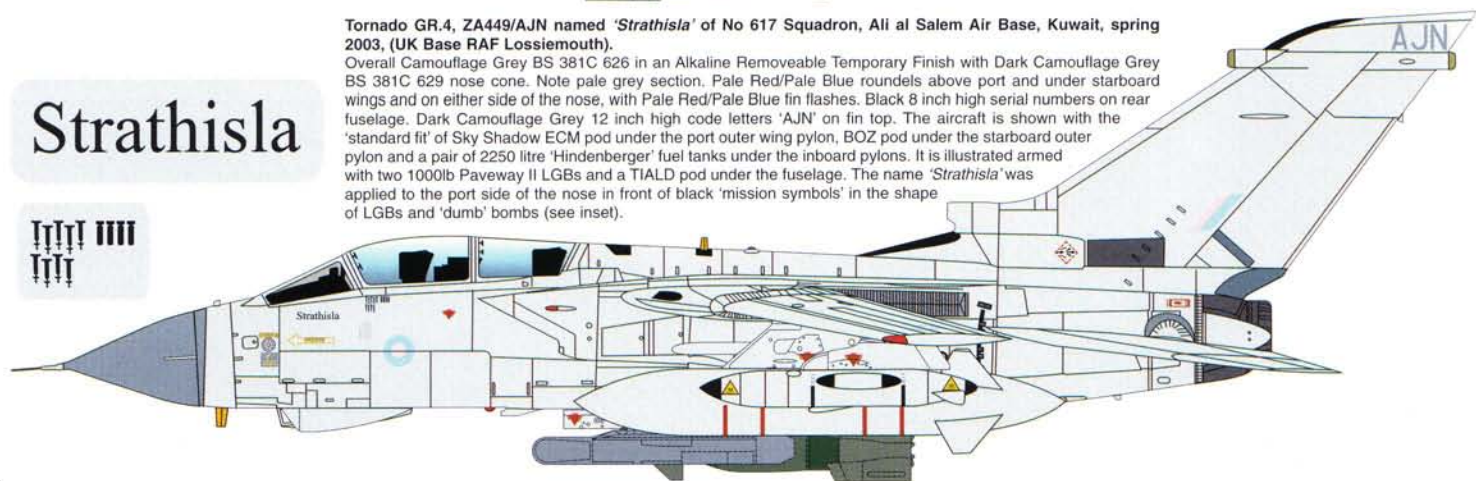 Tornado GR.4, ZA449/AJN named 'Strathisla' of No 617 Squadron, Ali al Salem Air Base, Kuwait, spring
2003, (UK Base RAF Lossiemouth).
Overall Camouflage Grey BS 381C 626 in an Alkaline Removeable Temporary Finish with Dark Camouflage Grey
BS 381C 629 nose cone. Note pale grey section. Pale Red/Pale Blue roundels above port and under starboard
wings and on either side of the nose, with Pale Red/Pale Blue fin flashes. Black 8 inch high serial numbers on rear
fuselage. Dark Camouflage Grey 12 inch high code letters 'AJN' on fin top. The aircraft is shown with the
'standard fit' of Sky Shadow ECM pod under the port outer wing pylon, BOZ pod under the starboard outer
pylon and a pair of 2250 litre 'Hindenberger' fuel tanks under the inboard pylons. It is illustrated armed
with two 1000lb Paveway II LGBs and a TIALD pod under the fuselage. The name 'Strathisla' was
applied to the port side of the nose in front of black 'mission symbols' in the shape
of LGBs and 'dumb' bombs (see inset).
Strathisla
AJN
Strathisla